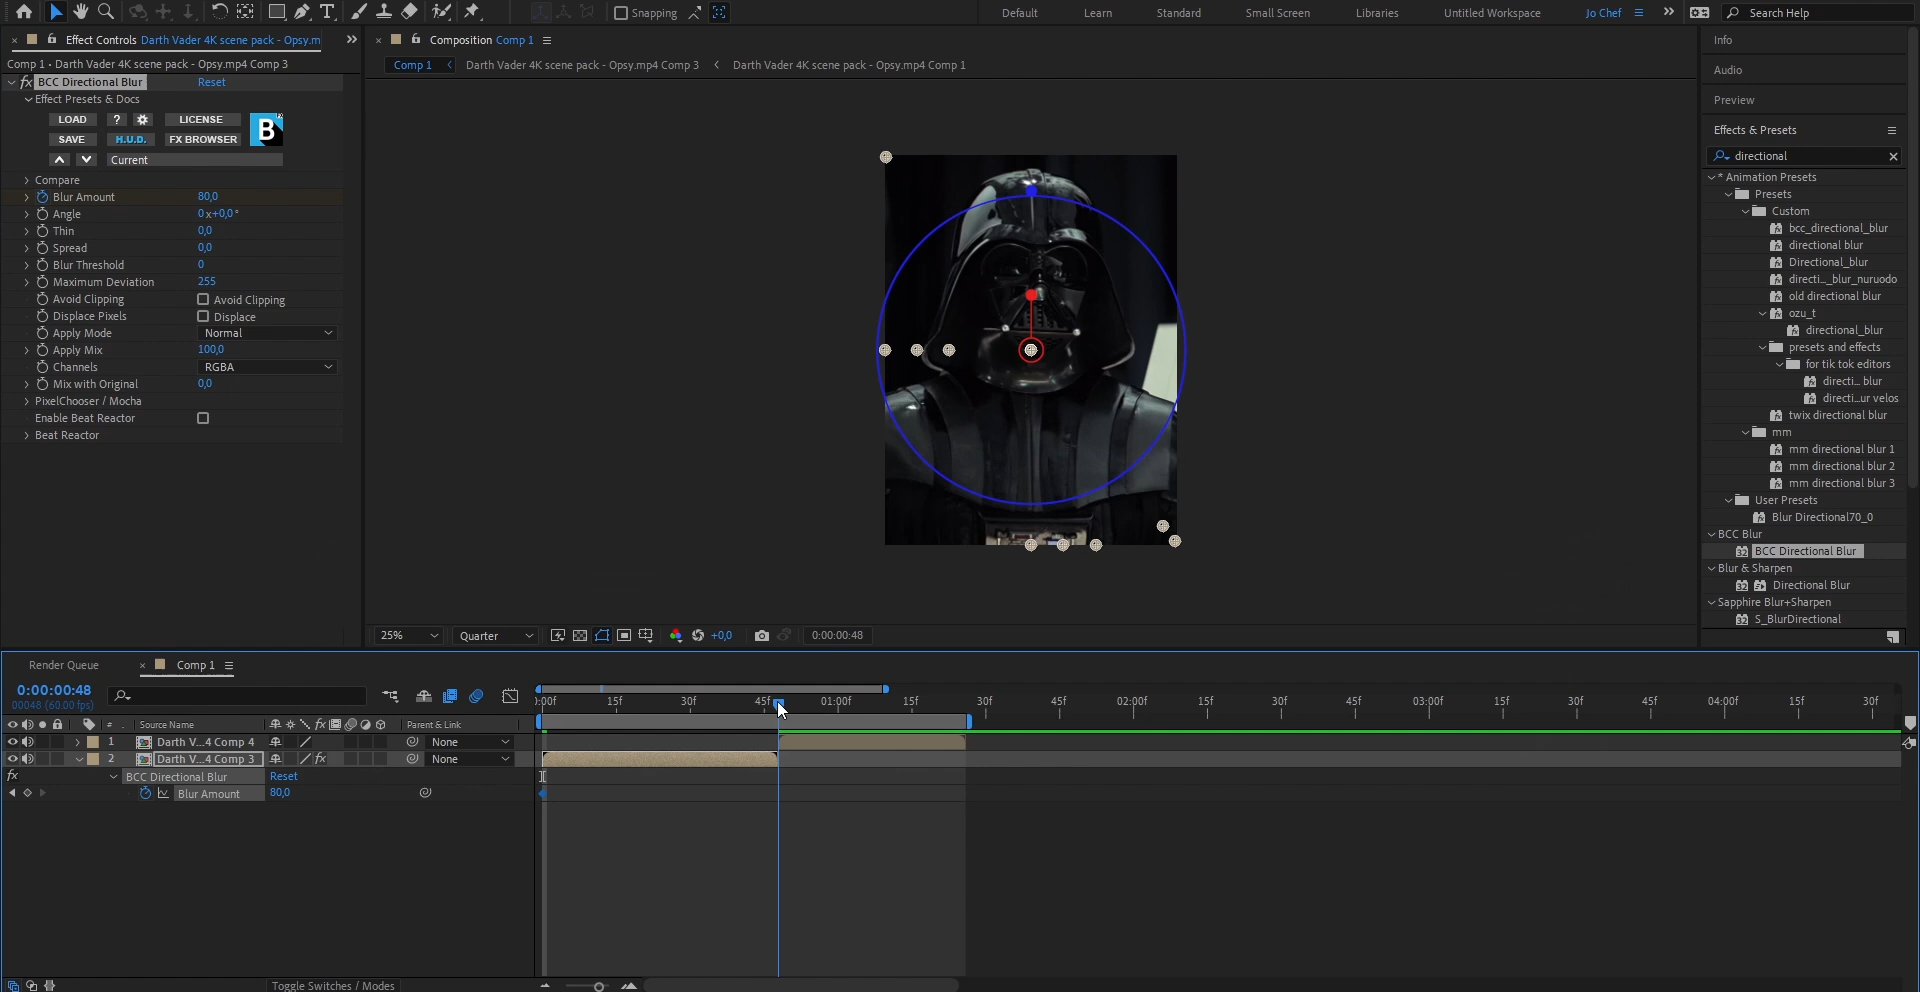 Snapping
Default
Learn
Standard
Small Screen
Libraries
Untitled Workspace
Jo Chef
Search Help
Effect Controls Darth Vader 4K scene pack - Opsy.m
Composition Comp 1
Info
Comp 1 • Darth Vader 4K scene pack - Opsy.mp4 Comp 3
Comp 1 < Darth Vader 4K scene pack - Opsy.mp4 Comp 3 < Darth Vader 4K scene pack - Opsy.mp4 Comp 1
Audio
fx BCC Directional Blur Reset
Effect Presets & Docs
Preview
LOAD ? LICENSE
B
SAVE H.U.D. FX BROWSER
Current
Effects & Presets
directional
Compare
Blur Amount 80,0
Angle 0x+0,0°
Thin 0,0
Spread 0,0
Blur Threshold 0
Maximum Deviation 255
Avoid Clipping Avoid Clipping
Displace Pixels Displace
Apply Mode Normal
Apply Mix 100,0
Channels RGBA
Mix with Original 0,0
PixelChooser / Mocha
Enable Beat Reactor
Beat Reactor
* Animation Presets
Presets
Custom
bcc_directional_blur
directional blur
Directional_blur
directi..._blur_nuruodo
old directional blur
ozu_t
directional_blur
presets and effects
for tik tok editors
directi... blur
directi...ur velos
twix directional blur
mm
mm directional blur 1
mm directional blur 2
mm directional blur 3
User Presets
Blur Directional70_0
BCC Blur
32 BCC Directional Blur
Blur & Sharpen
32 Directional Blur
Sapphire Blur+Sharpen
32 S_BlurDirectional
25% Quarter +0,0 0:00:00:48
Render Queue
Comp 1
0:00:00:48
00048 (60.00 fps)
:00f 15f 30f 45f 01:00f 15f 30f 45f 02:00f 15f 30f 45f 03:00f 15f 30f 45f 04:00f 15f 30f
# Source Name fx Parent & Link
1 Darth V...4 Comp 4 None
2 Darth V...4 Comp 3 fx None
fx BCC Directional Blur Reset
Blur Amount 80,0
Toggle Switches / Modes